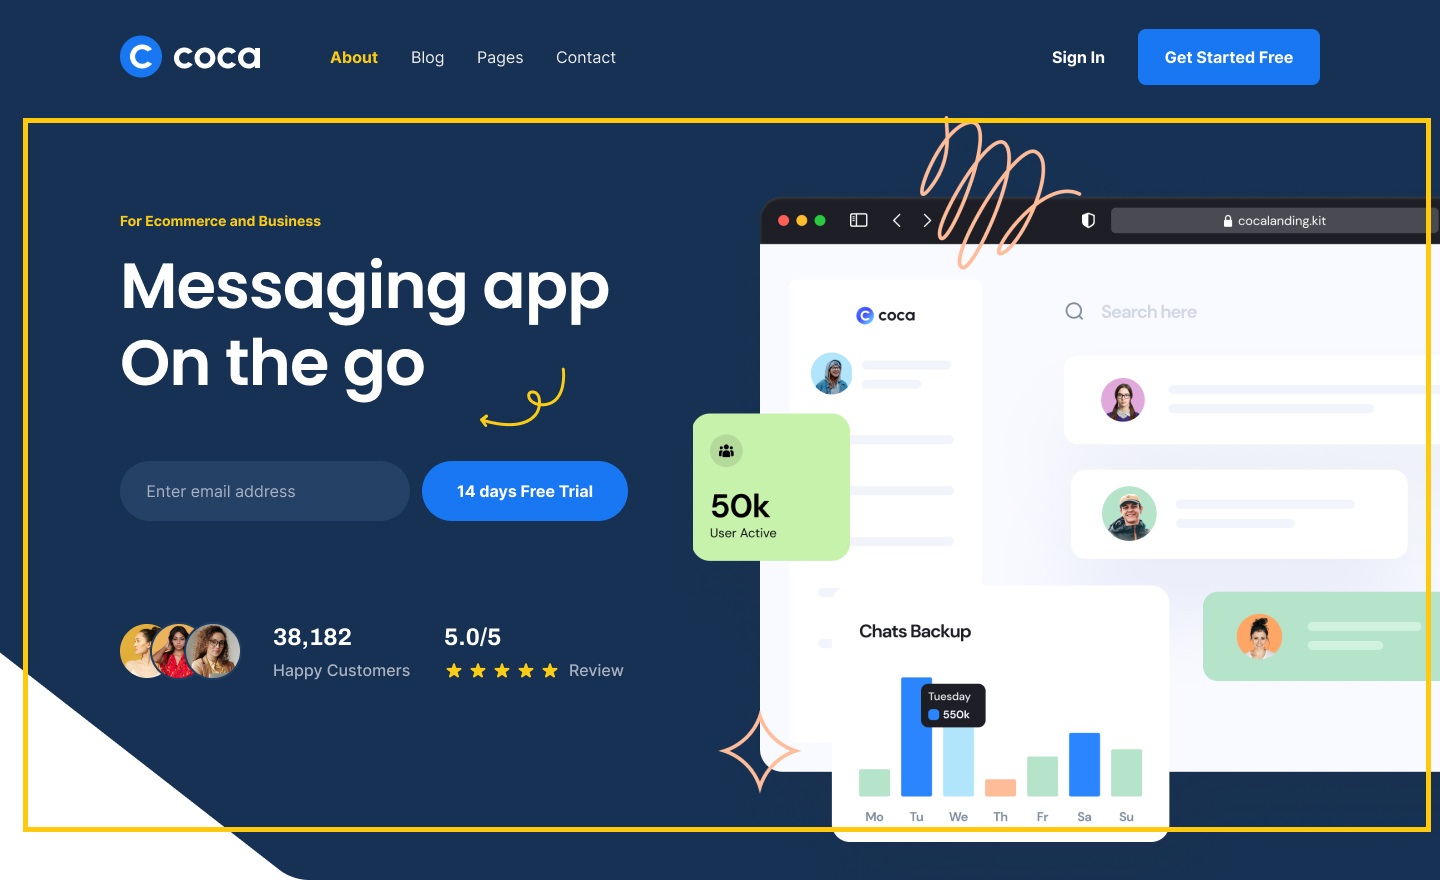 C coca
About Blog Pages Contact
Sign In
Get Started Free
For Ecommerce and Business
Messaging app
On the go
Enter email address
14 days Free Trial
38,182
Happy Customers
5.0/5
Review
cocalanding.kit
C coca
Search here
50k
User Active
Chats Backup
Tuesday
550k
Mo Tu We Th Fr Sa Su